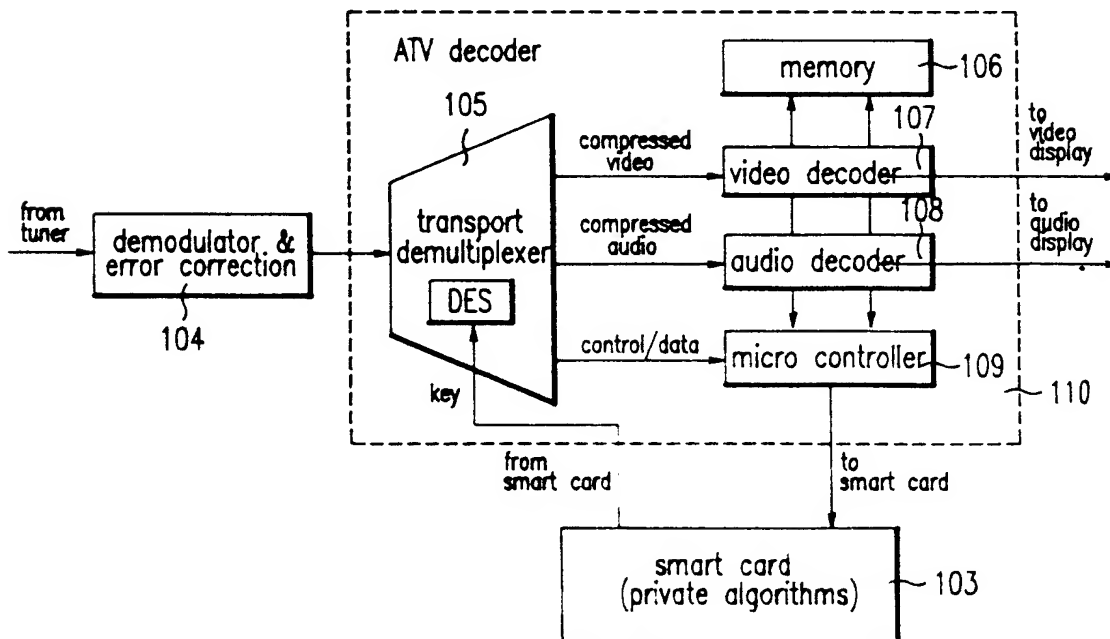 ATV decoder
memory
106
105
107
to
video
display
compressed
video
video decoder
from
tuner
demodulator &
error correction
104
transport
demultiplexer
DES
compressed
audio
108
audio decoder
to
audio
display
control/data
micro controller
109
key
110
from
smart card
to
smart card
smart card
(private algorithms)
103